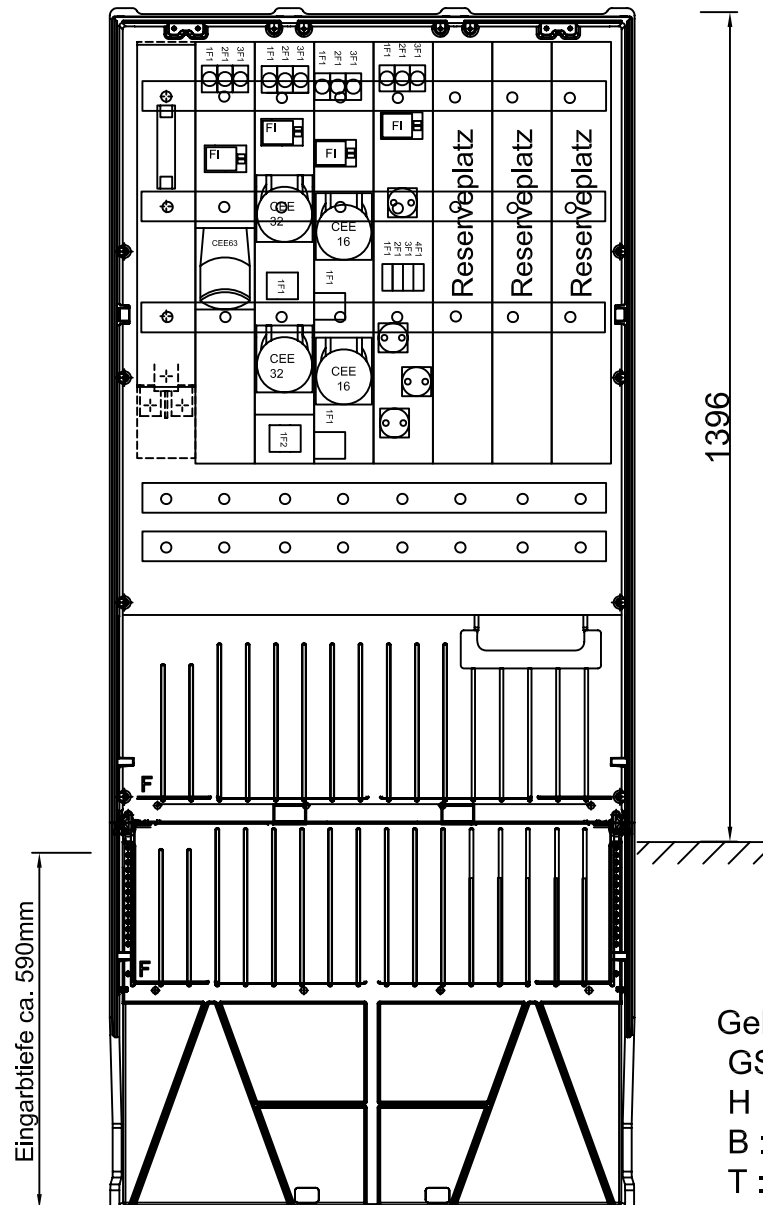 1F1 2F1 3F1
1F1 2F1 3F1
1F1 2F1 3F1
1F1 2F1 3F1
FI
FI
FI
FI
Reserveplatz
Reserveplatz
Reserveplatz
CEE
32
CEE
16
CEE63
1F1
2F1
3F1
4F1
1F1
1F1
CEE
32
CEE
16
1F2
1F1
1396
F
F
Eingarbtiefe ca. 590mm
Gel
GS
H
B :
T :